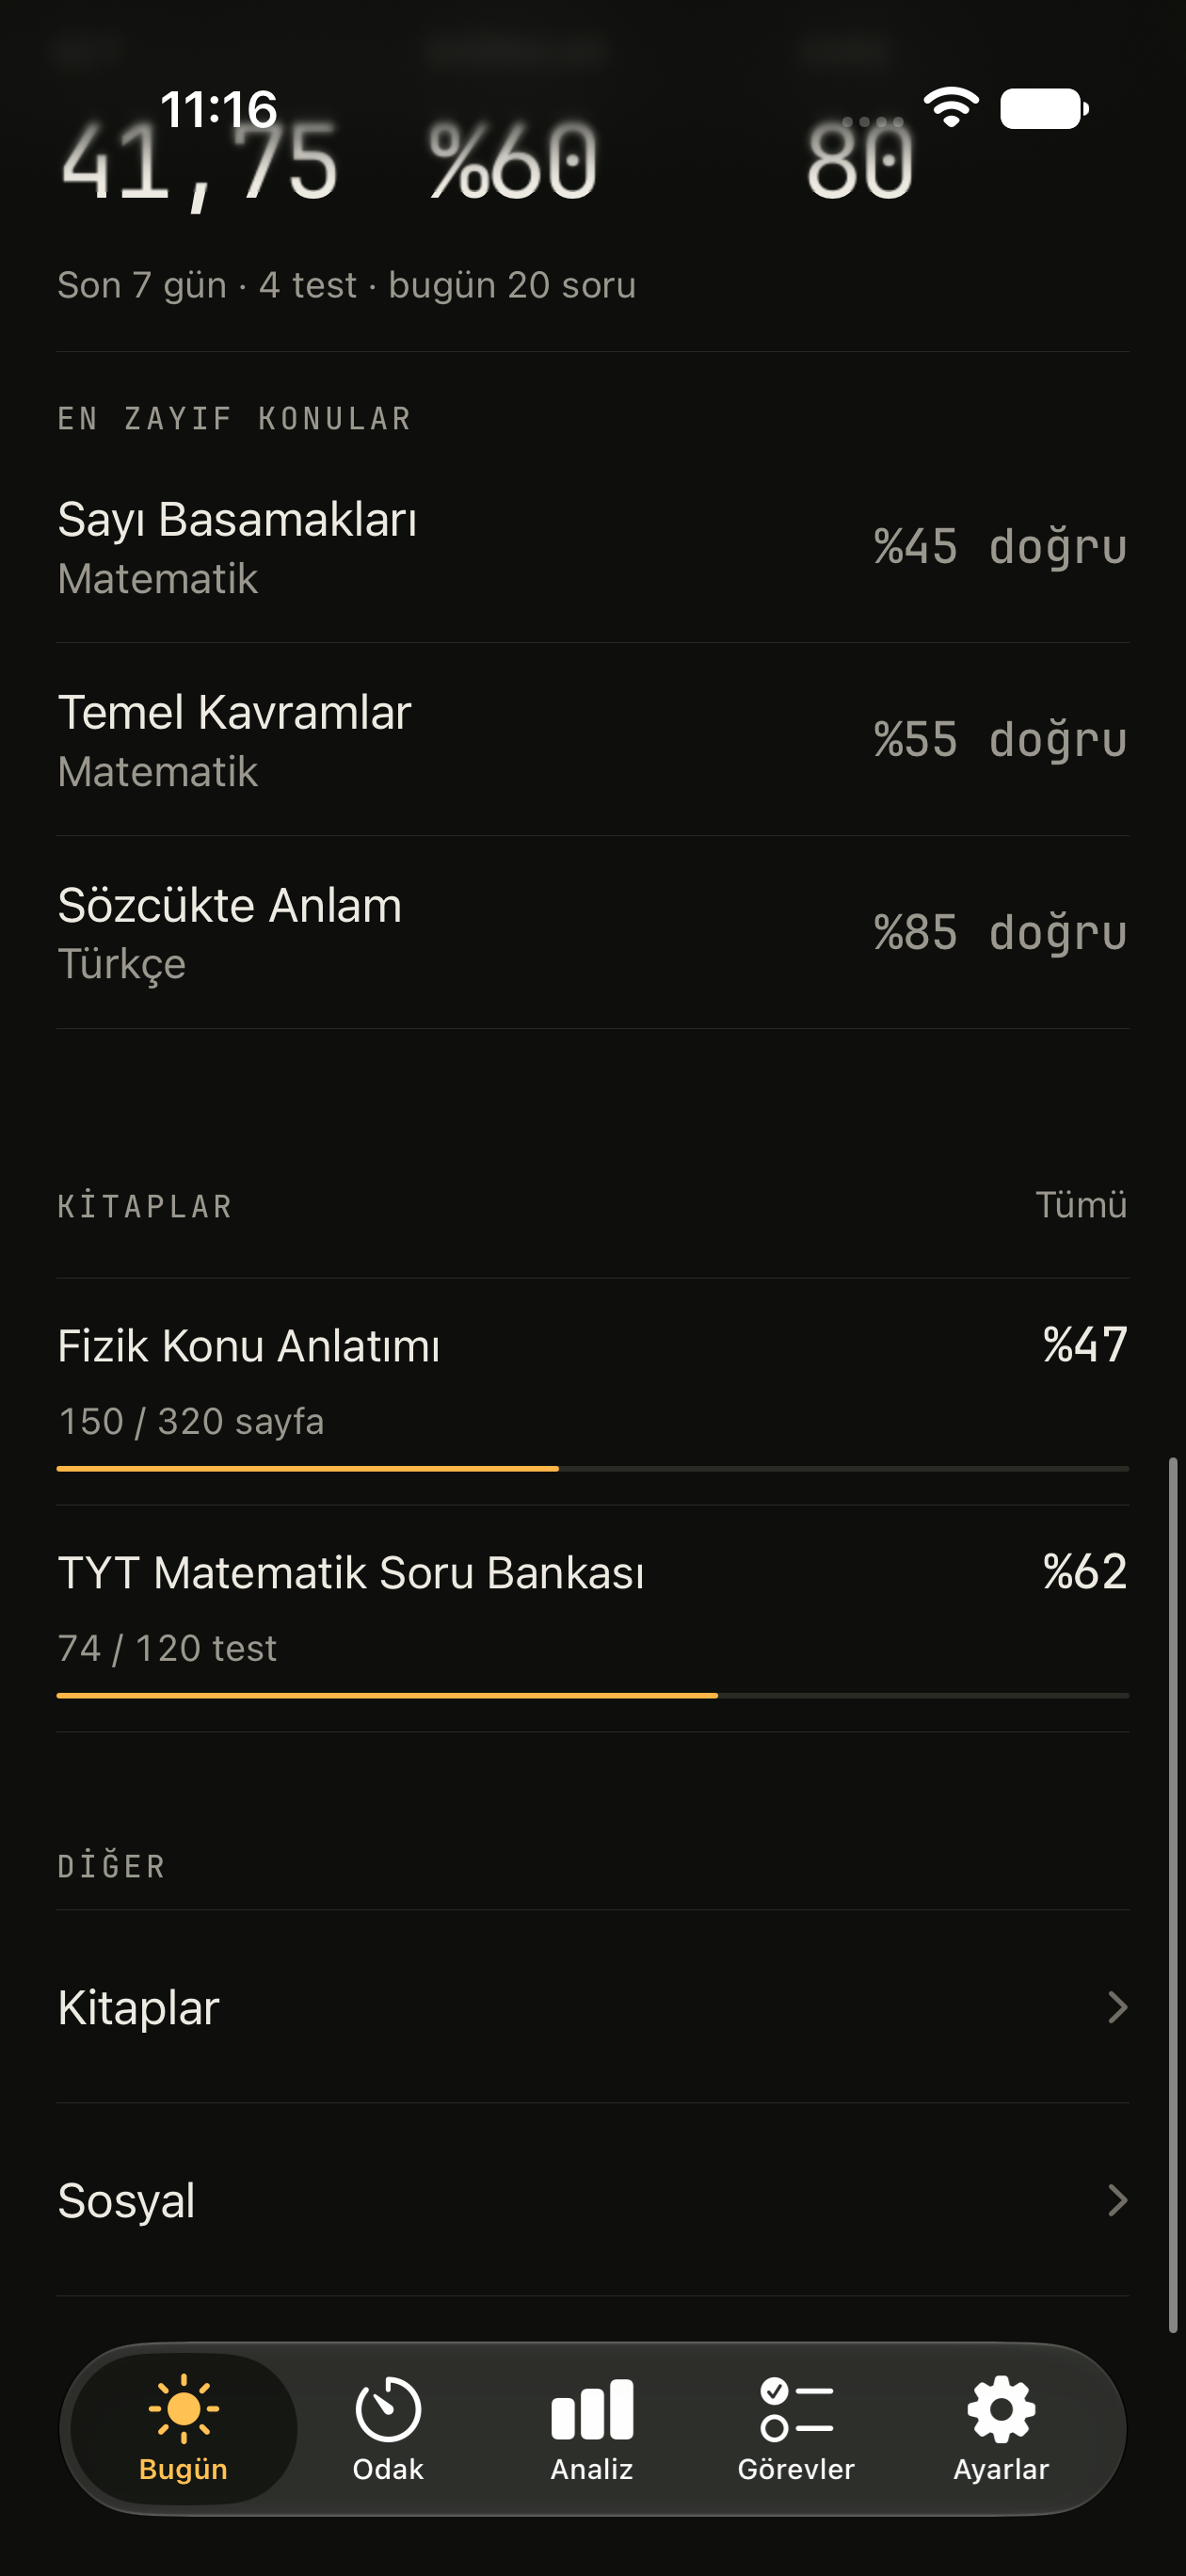 11:16
41,75 %60 80
Son 7 gün · 4 test · bugün 20 soru
EN ZAYIF KONULAR
Sayı Basamakları
%45 doğru
Matematik
Temel Kavramlar
%55 doğru
Matematik
Sözcükte Anlam
%85 doğru
Türkçe
KİTAPLAR Tümü
Fizik Konu Anlatımı %47
150 / 320 sayfa
TYT Matematik Soru Bankası %62
74 / 120 test
DİĞER
Kitaplar
Sosyal
Bugün Odak Analiz Görevler Ayarlar